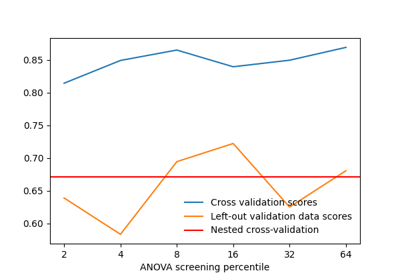 0.85
0.80
0.75
0.70
0.65
0.60
Cross validation scores
Left-out validation data scores
Nested cross-validation
2 4 8 16 32 64
ANOVA screening percentile